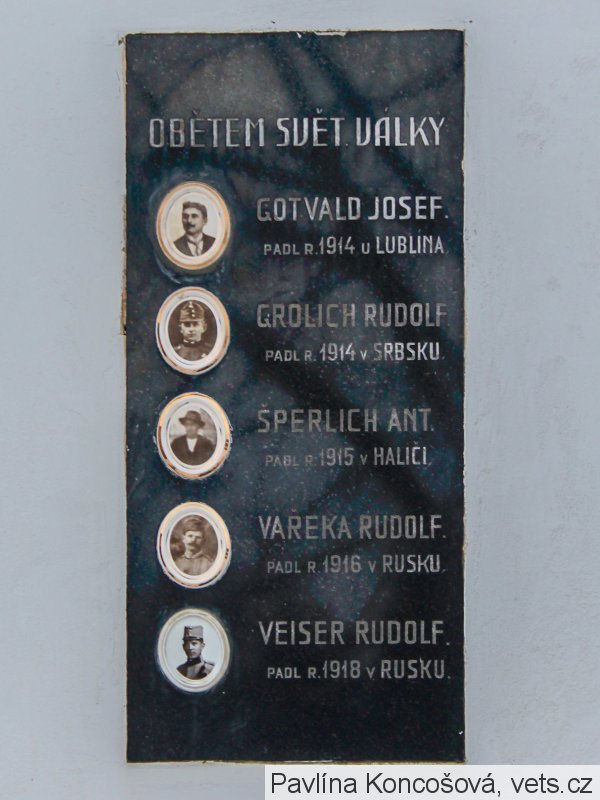 OBĚTEM SVĚT. VÁLKY
GOTVALD JOSEF.
PADL R.1914 U LUBLINA.
GROLICH RUDOLF
PADL R.1914 V SRBSKU.
ŠPERLICH ANT.
PADL R.1915 V HALIČI.
VAŘEKA RUDOLF.
PADL R.1916 V RUSKU.
VEISER RUDOLF.
PADL R.1918 V RUSKU.
Pavlína Koncošová, vets.cz